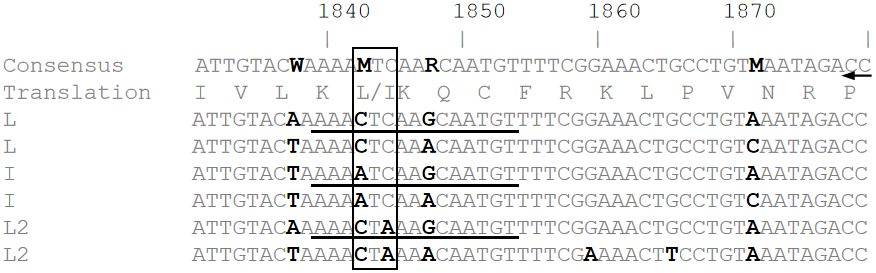 1840 1850 1860 1870
Consensus ATTGTACWAAAAMTCAARCAATGTTTTCGGAAACTGCCTGTMAATAGACC
Translation I V L K L/IK Q C F R K L P V N R P
L ATTGTACAAAAACTCAAGCAATGTTTTCGGAAACTGCCTGTAAATAGACC
L ATTGTACTAAAACTCAAACAATGTTTTCGGAAACTGCCTGTCAATAGACC
I ATTGTACTAAAAATCAAGCAATGTTTTCGGAAACTGCCTGTAAATAGACC
I ATTGTACTAAAAATCAAACAATGTTTTCGGAAACTGCCTGTCAATAGACC
L2 ATTGTACAAAAACTAAAGCAATGTTTTCGGAAACTGCCTGTAAATAGACC
L2 ATTGTACTAAAACTAAAACAATGTTTTCGAAAACTTCCTGTAAATAGACC